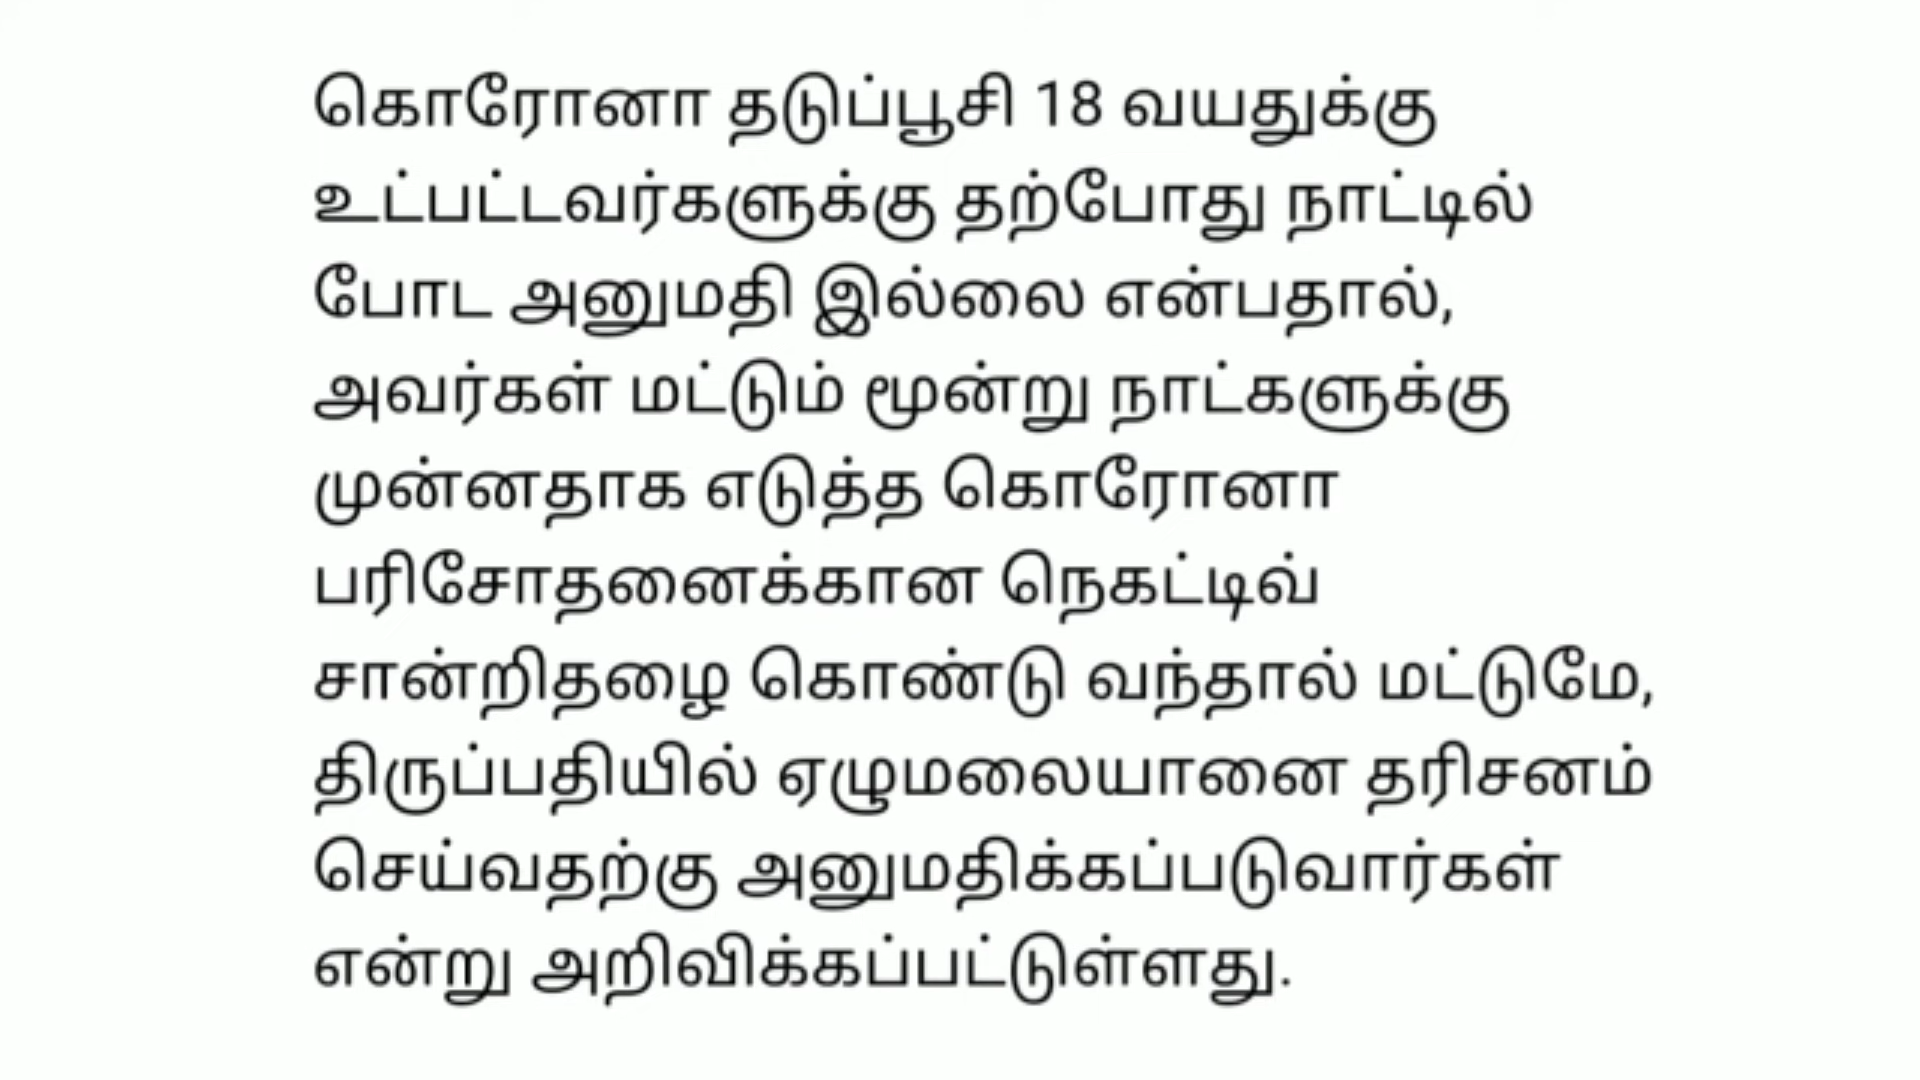 கொரோனா தடுப்பூசி 18 வயதுக்கு
உட்பட்டவர்களுக்கு தற்போது நாட்டில்
போட அனுமதி இல்லை என்பதால்,
அவர்கள் மட்டும் மூன்று நாட்களுக்கு
முன்னதாக எடுத்த கொரோனா
பரிசோதனைக்கான நெகட்டிவ்
சான்றிதழை கொண்டு வந்தால் மட்டுமே,
திருப்பதியில் ஏழுமலையானை தரிசனம்
செய்வதற்கு அனுமதிக்கப்படுவார்கள்
என்று அறிவிக்கப்பட்டுள்ளது.